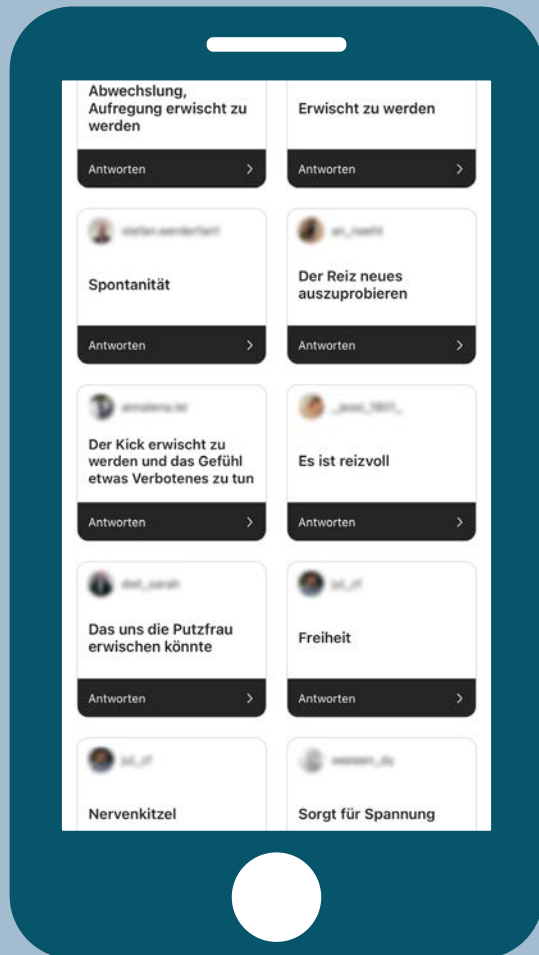 Abwechslung,
Aufregung erwischt zu
werden
Antworten
Erwischt zu werden
Antworten
Spontanität
Antworten
Der Reiz neues
auszuprobieren
Antworten
Der Kick erwischt zu
werden und das Gefühl
etwas Verbotenes zu tun
Antworten
Es ist reizvoll
Antworten
Das uns die Putzfrau
erwischen könnte
Antworten
Freiheit
Antworten
Nervenkitzel
Sorgt für Spannung